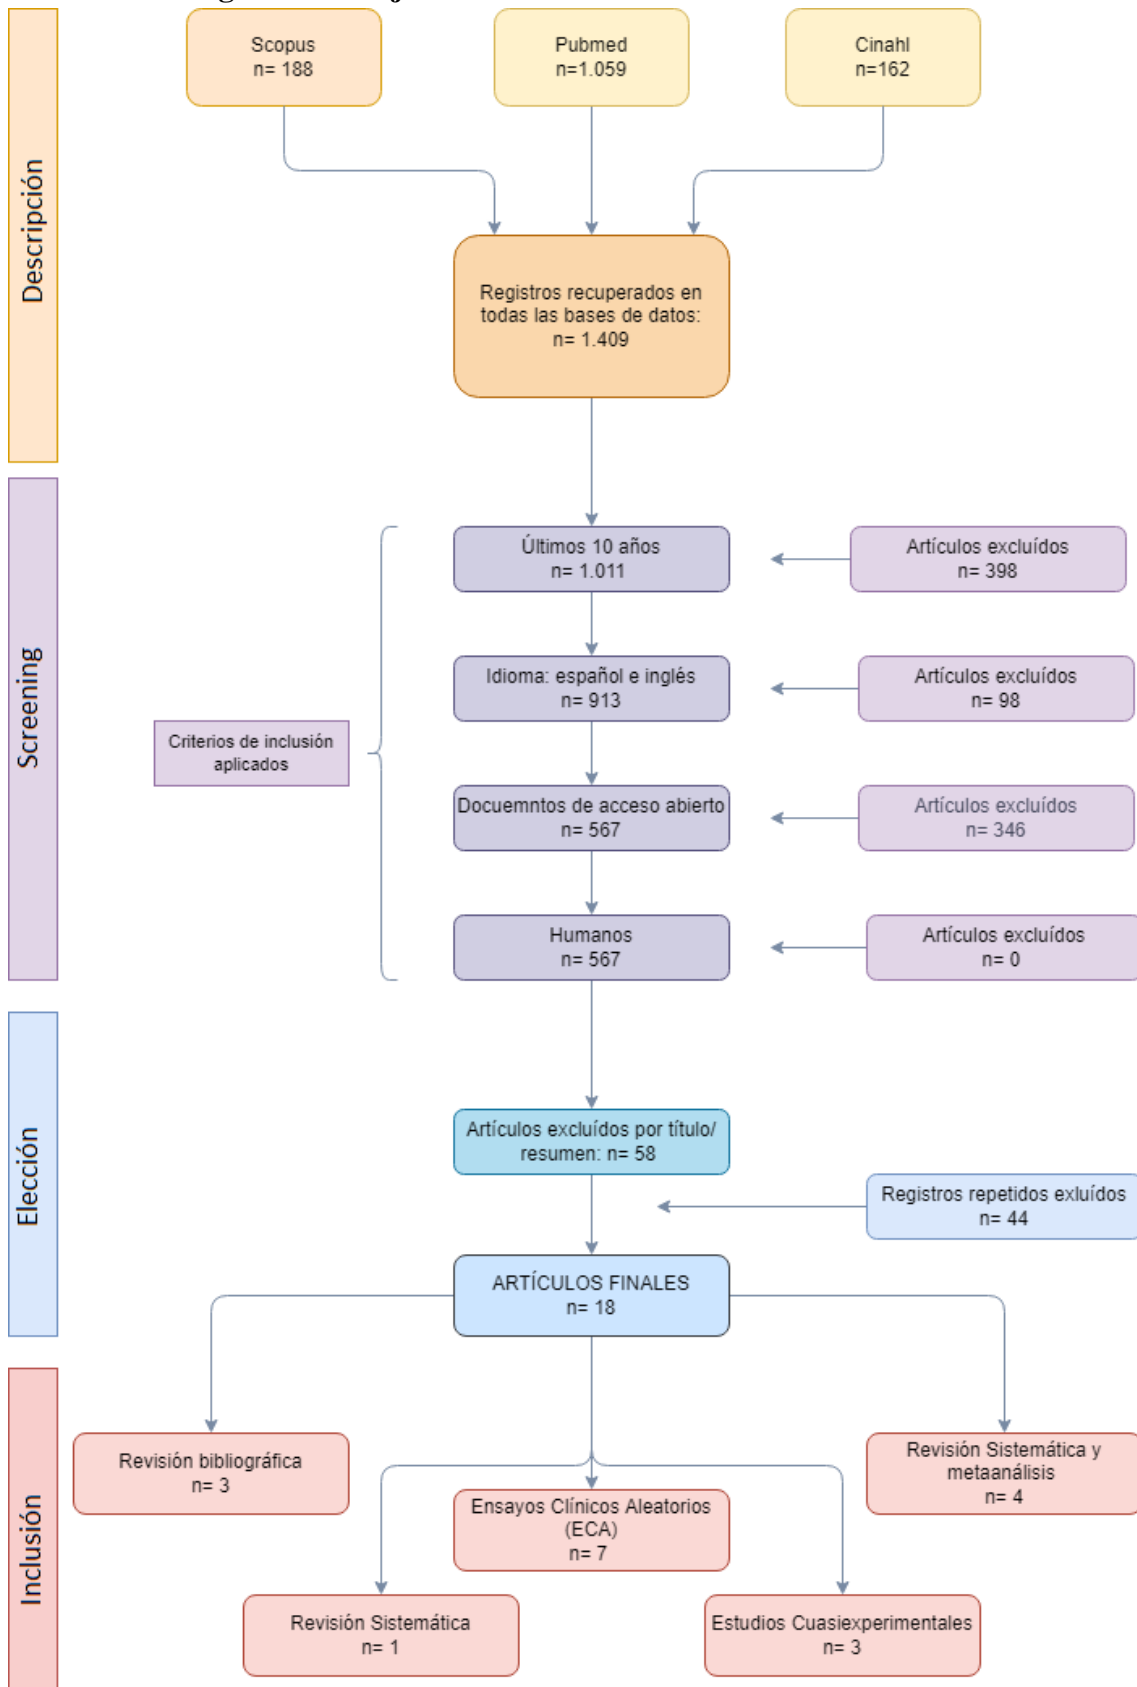 Descripción
Scopus
n= 188
Pubmed
n=1.059
Cinahl
n=162
Registros recuperados en
todas las bases de datos:
n= 1.409
Screening
Criterios de inclusión
aplicados
Últimos 10 años
n= 1.011
Artículos excluídos
n= 398
Idioma: español e inglés
n= 913
Artículos excluídos
n= 98
Docuemntos de acceso abierto
n= 567
Artículos excluídos
n= 346
Humanos
n= 567
Artículos excluídos
n= 0
Elección
Artículos excluídos por título/
resumen: n= 58
Registros repetidos exluídos
n= 44
ARTÍCULOS FINALES
n= 18
Inclusión
Revisión bibliográfica
n= 3
Ensayos Clínicos Aleatorios
(ECA)
n= 7
Revisión Sistemática y
metaanálisis
n= 4
Revisión Sistemática
n= 1
Estudios Cuasiexperimentales
n= 3